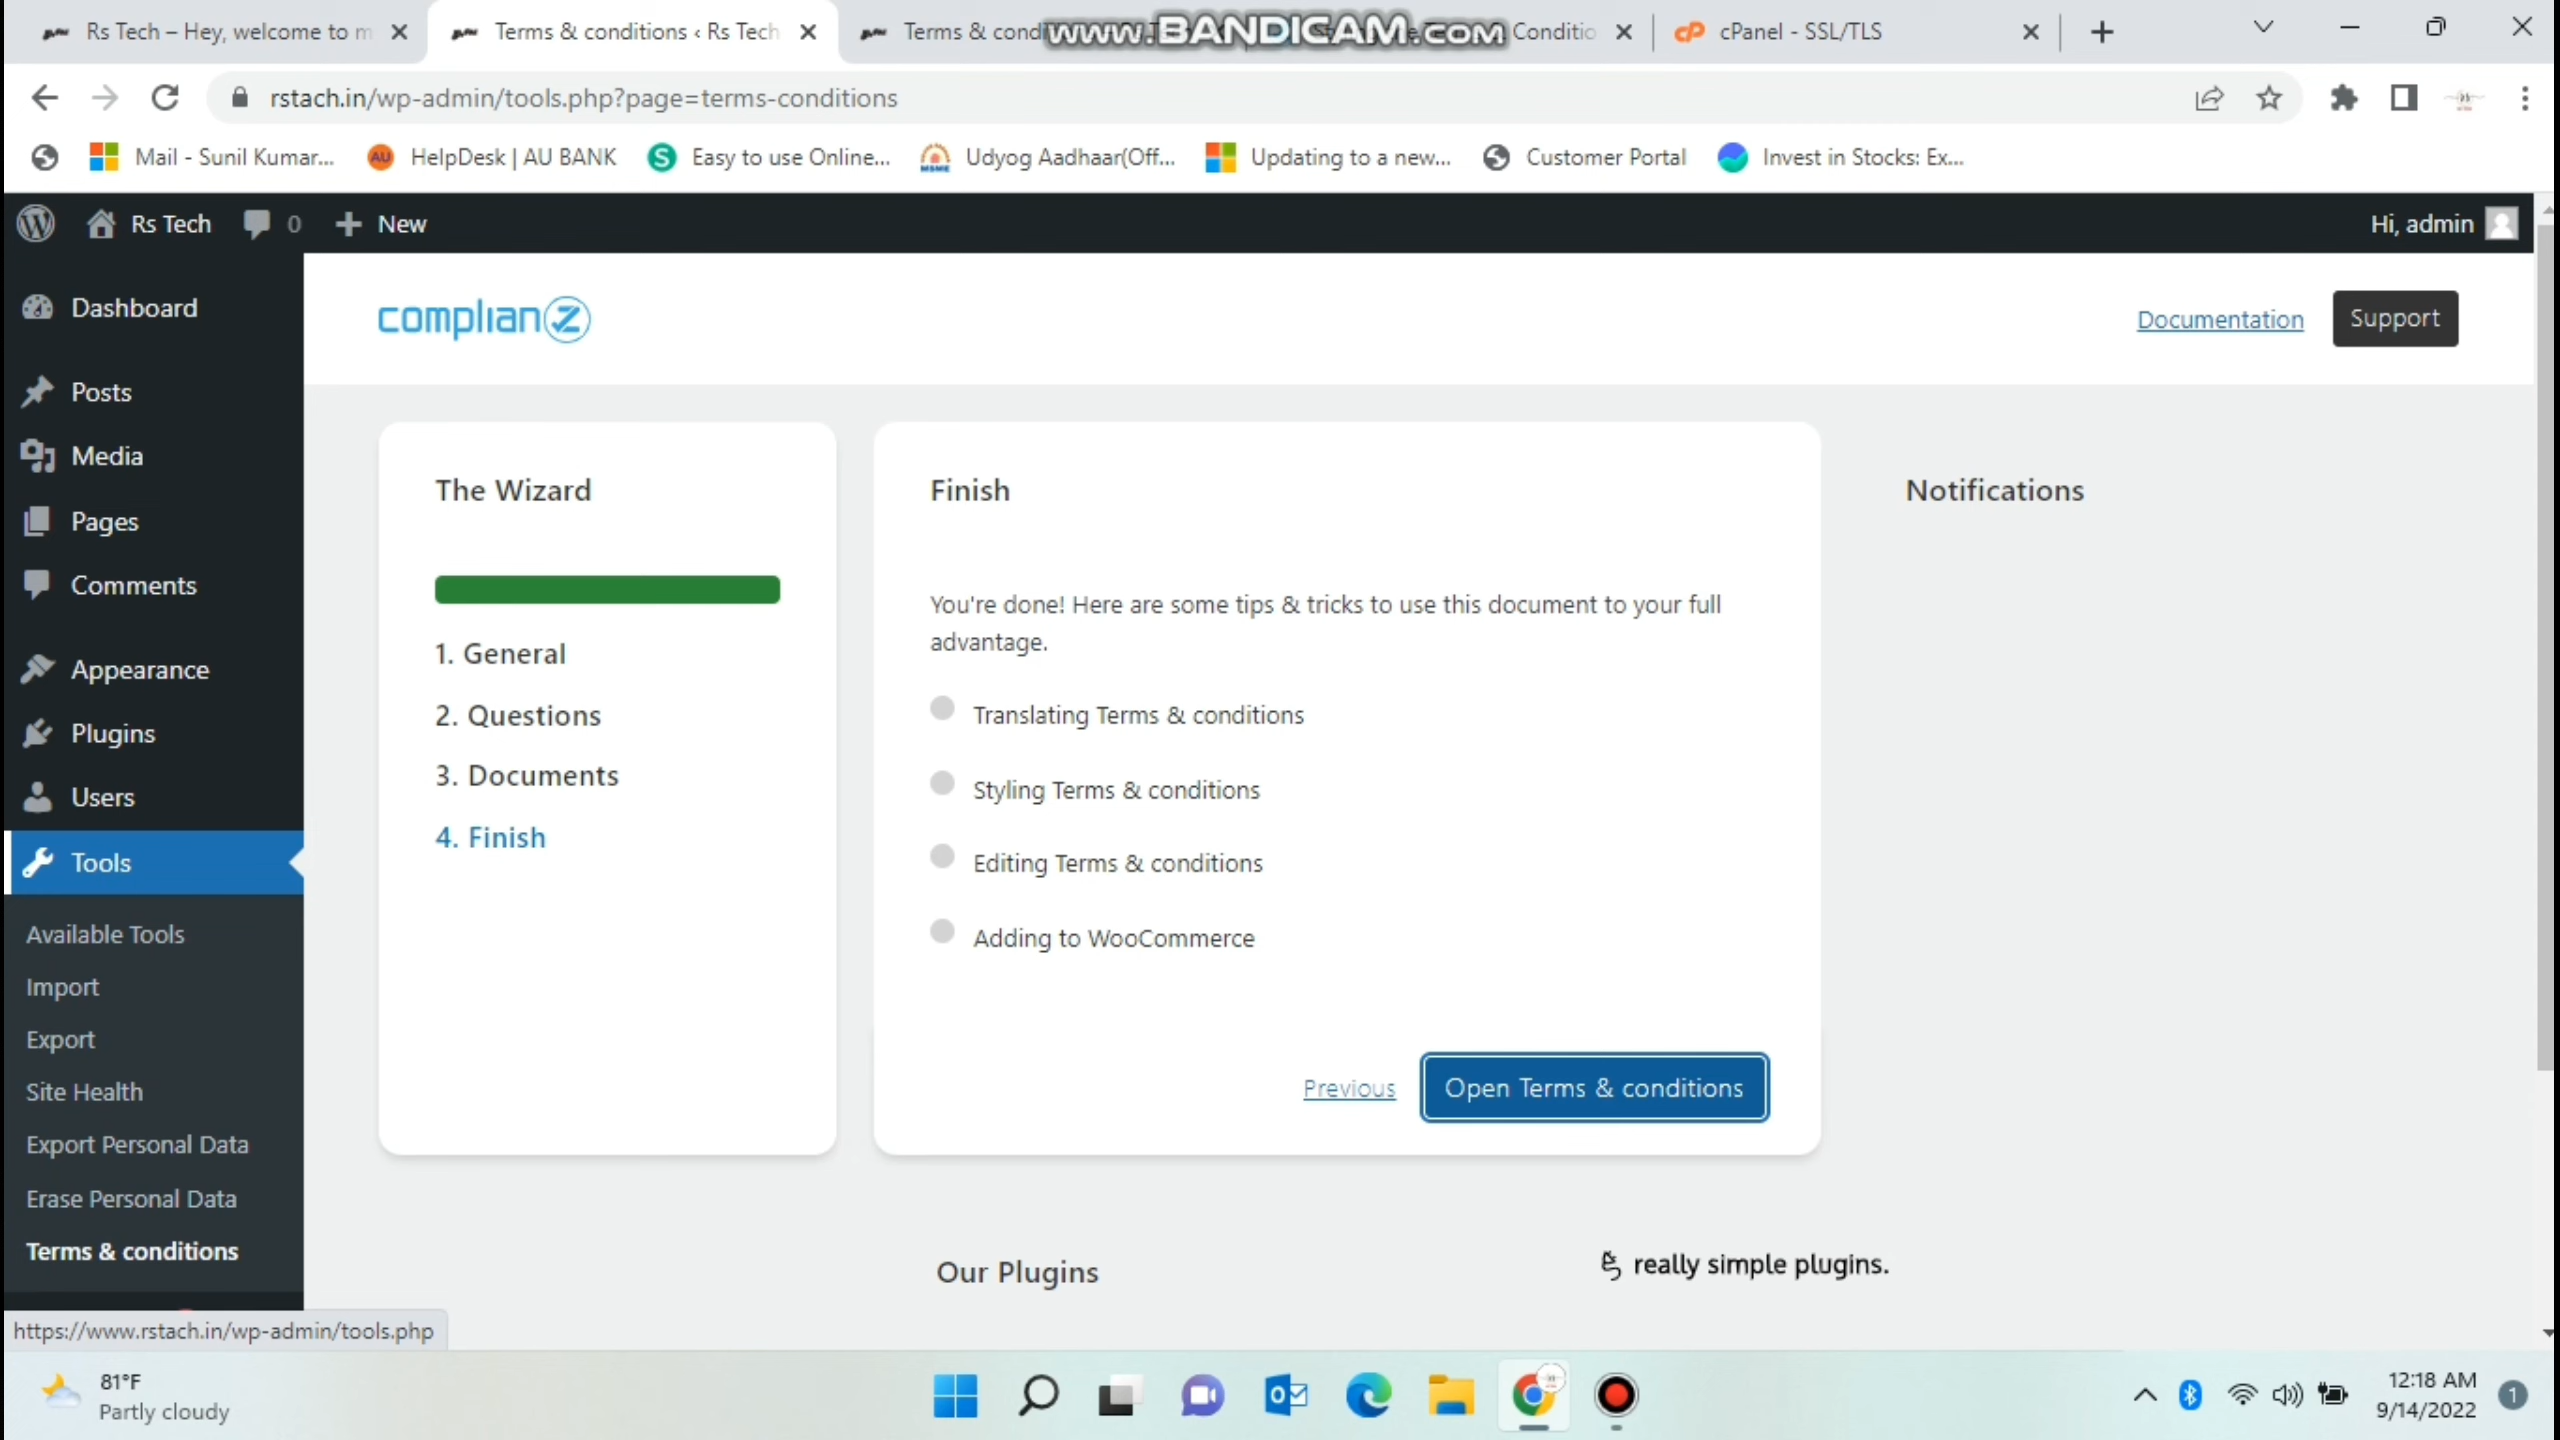 Rs Tech – Hey, welcome to m
Terms & conditions ‹ Rs Tech
Terms & cond
www.BANDICAM.com
Conditio
cPanel - SSL/TLS
rstach.in/wp-admin/tools.php?page=terms-conditions
Mail - Sunil Kumar...
HelpDesk | AU BANK
Easy to use Online...
Udyog Aadhaar(Off...
Updating to a new...
Customer Portal
Invest in Stocks: Ex...
Rs Tech
0
New
Hi, admin
Dashboard
Posts
Media
Pages
Comments
Appearance
Plugins
Users
Tools
Available Tools
Import
Export
Site Health
Export Personal Data
Erase Personal Data
Terms & conditions
complianz
Documentation
Support
The Wizard
1. General
2. Questions
3. Documents
4. Finish
Finish
You're done! Here are some tips & tricks to use this document to your full
advantage.
Translating Terms & conditions
Styling Terms & conditions
Editing Terms & conditions
Adding to WooCommerce
Previous
Open Terms & conditions
Notifications
Our Plugins
really simple plugins.
https://www.rstach.in/wp-admin/tools.php
81°F
Partly cloudy
12:18 AM
9/14/2022
1